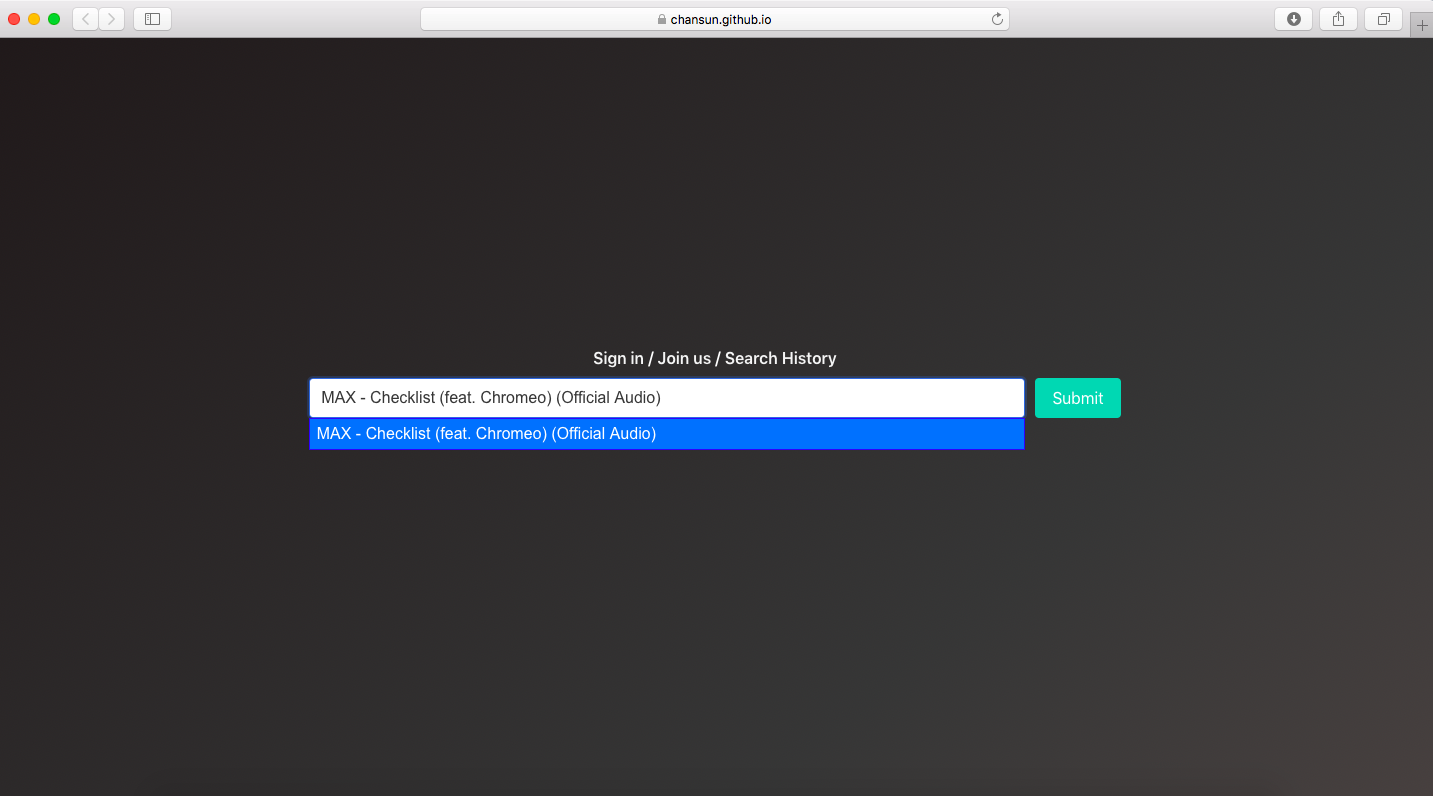 chansun.github.io
Sign in / Join us / Search History
MAX - Checklist (feat. Chromeo) (Official Audio)
Submit
MAX - Checklist (feat. Chromeo) (Official Audio)